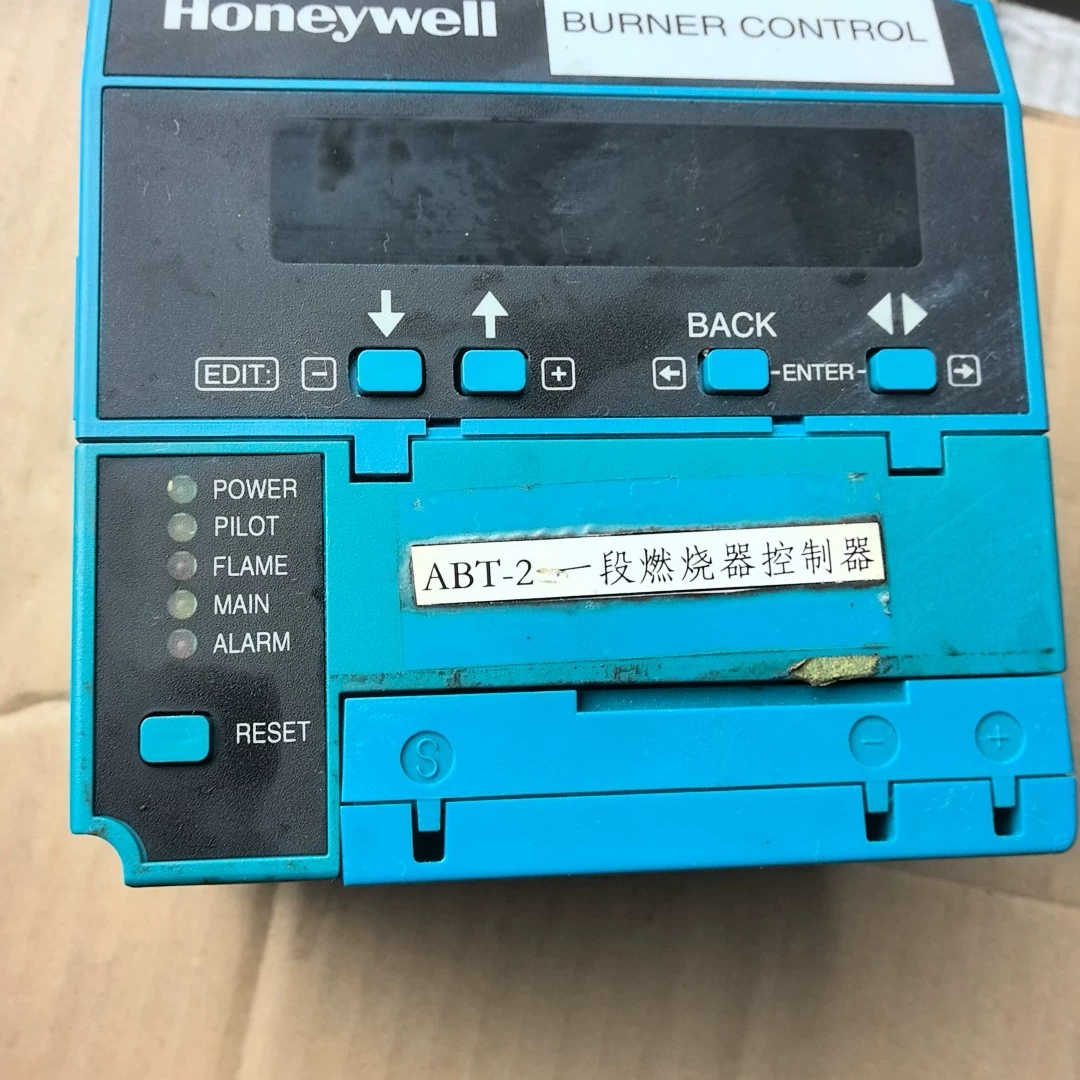 Honeywell
BURNER CONTROL
BACK
EDIT: - + ENTER
POWER
PILOT
FLAME
MAIN
ALARM
ABT-2 一段燃烧器控制器
RESET
S - +